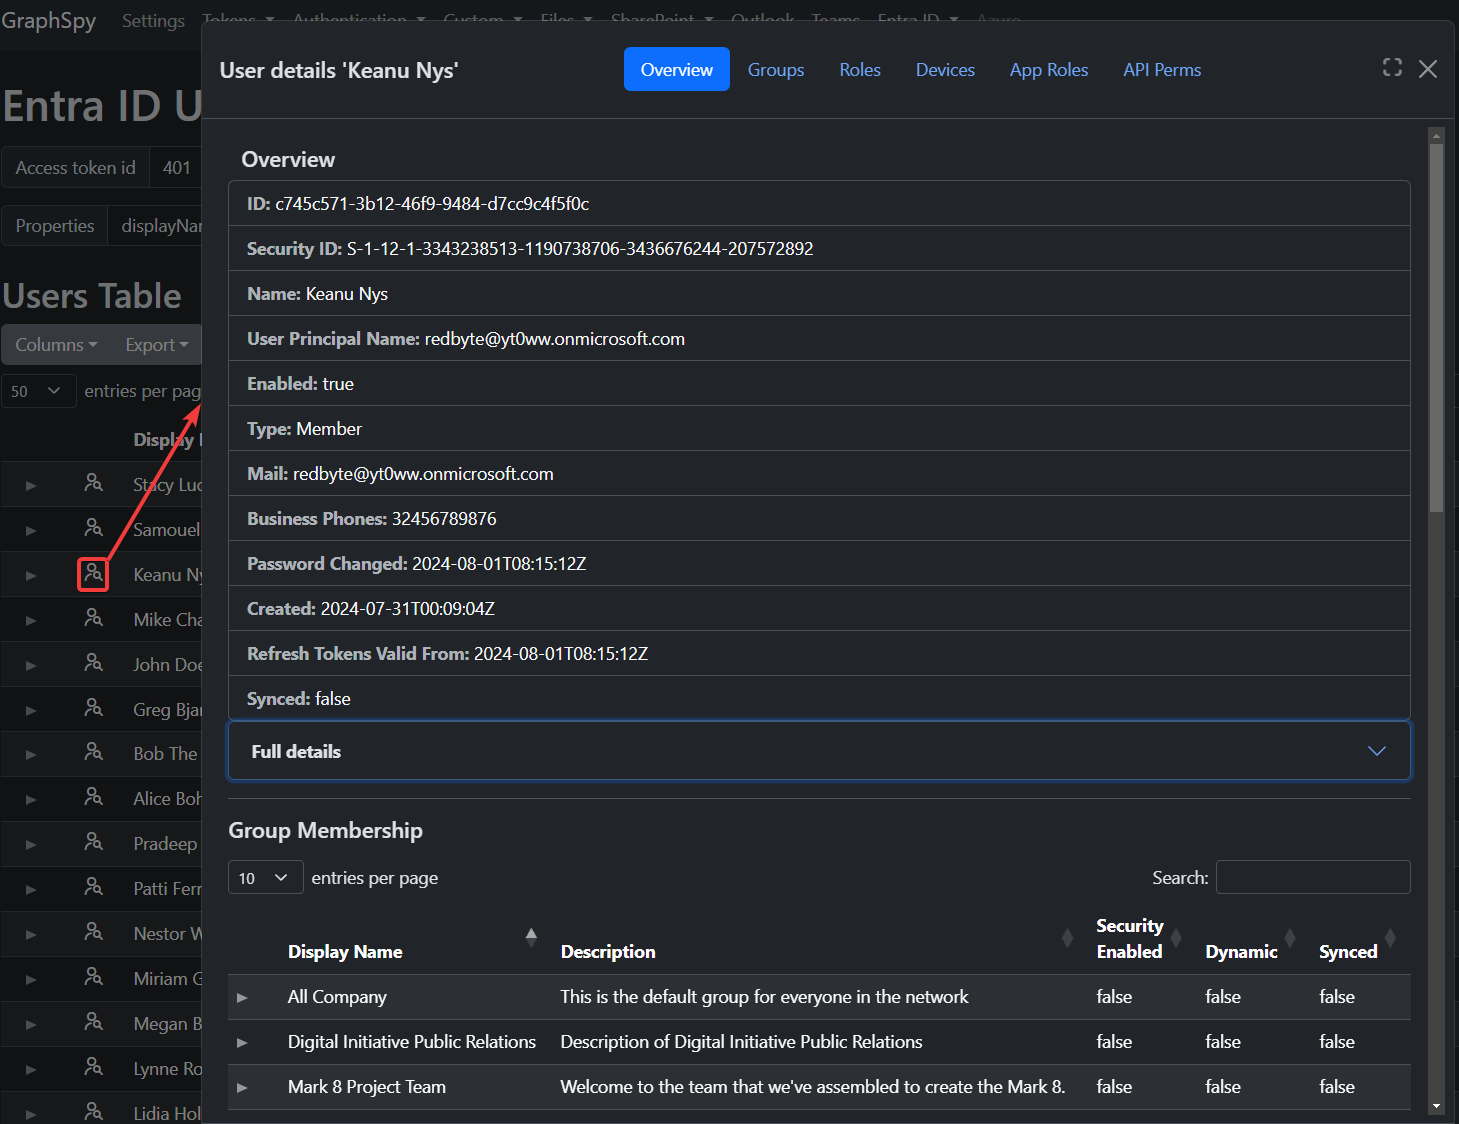 GraphSpy Settings Tokens Authentication Custom Files SharePoint Outlook Teams Entra ID Azure
User details 'Keanu Nys' Overview Groups Roles Devices App Roles API Perms
Entra ID U
Access token id 401
Properties displayNar
Users Table
Columns Export
50 entries per pag
Display
Stacy Luc
Samouel
Keanu Ny
Mike Cha
John Doe
Greg Bjar
Bob The
Alice Boh
Pradeep
Patti Ferr
Nestor W
Miriam G
Megan B
Lynne Ro
Lidia Hol
Overview
ID: c745c571-3b12-46f9-9484-d7cc9c4f5f0c
Security ID: S-1-12-1-3343238513-1190738706-3436676244-207572892
Name: Keanu Nys
User Principal Name: redbyte@yt0ww.onmicrosoft.com
Enabled: true
Type: Member
Mail: redbyte@yt0ww.onmicrosoft.com
Business Phones: 32456789876
Password Changed: 2024-08-01T08:15:12Z
Created: 2024-07-31T00:09:04Z
Refresh Tokens Valid From: 2024-08-01T08:15:12Z
Synced: false
Full details
Group Membership
10 entries per page Search:
Display Name Description Security Enabled Dynamic Synced
All Company This is the default group for everyone in the network false false false
Digital Initiative Public Relations Description of Digital Initiative Public Relations false false false
Mark 8 Project Team Welcome to the team that we've assembled to create the Mark 8. false false false